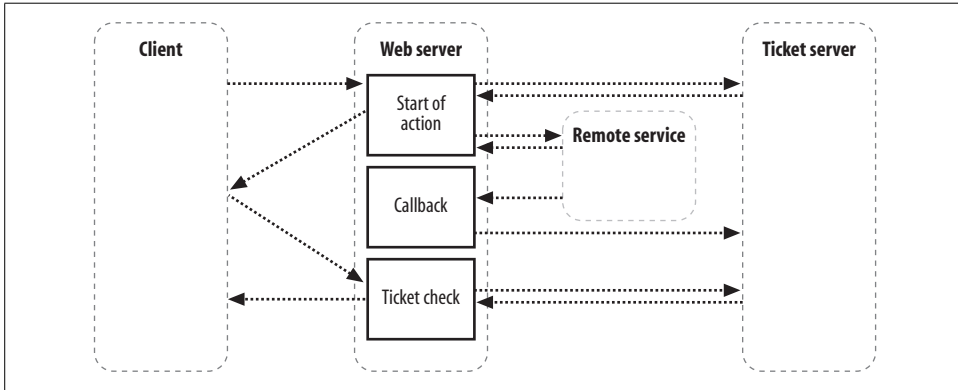 Client
Web server
Ticket server
Start of
action
Remote service
Callback
Ticket check